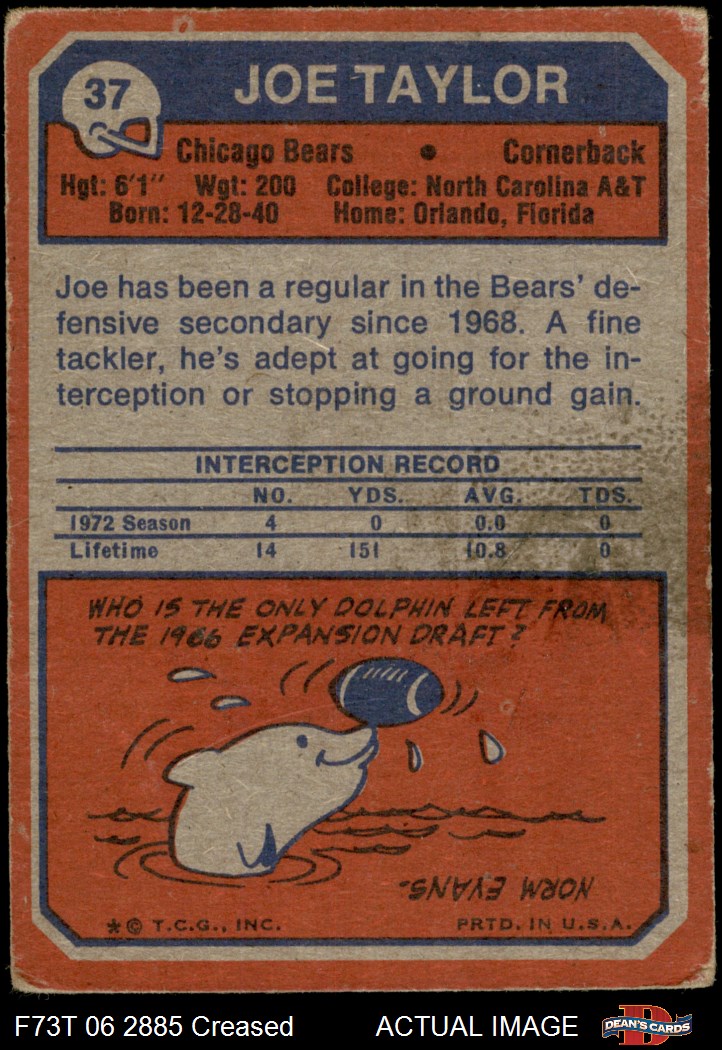 37
JOE TAYLOR
Chicago Bears • Cornerback
Hgt: 6'1" Wgt: 200 College: North Carolina A&T
Born: 12-28-40 Home: Orlando, Florida
Joe has been a regular in the Bears' de-
fensive secondary since 1968. A fine
tackler, he's adept at going for the in-
terception or stopping a ground gain.
INTERCEPTION RECORD
NO. YDS. AVG. TDS.
1972 Season 4 0 0.0 0
Lifetime 14 151 10.8 0
WHO IS THE ONLY DOLPHIN LEFT FROM
THE 1966 EXPANSION DRAFT?
NORM EVANS.
* © T.C.G., INC. PRTD. IN U.S.A.
F73T 06 2885 Creased ACTUAL IMAGE
D
DEAN'S CARDS